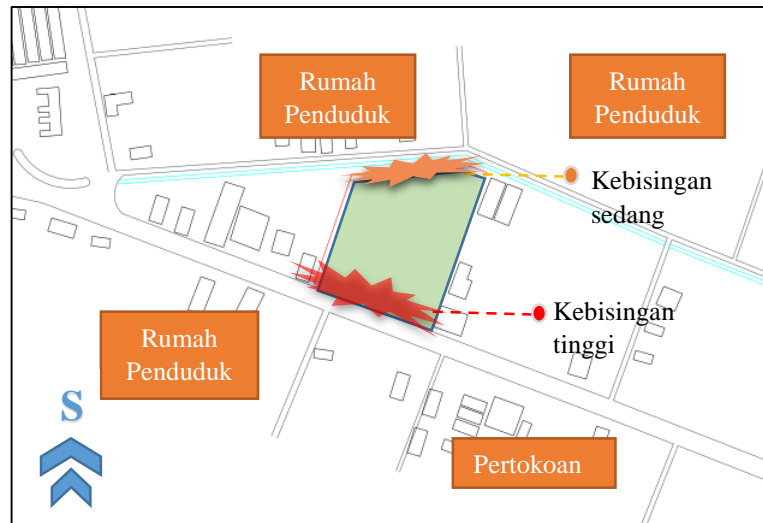 Rumah
Penduduk
Rumah
Penduduk
Kebisingan
sedang
Kebisingan
tinggi
Rumah
Penduduk
S
Pertokoan